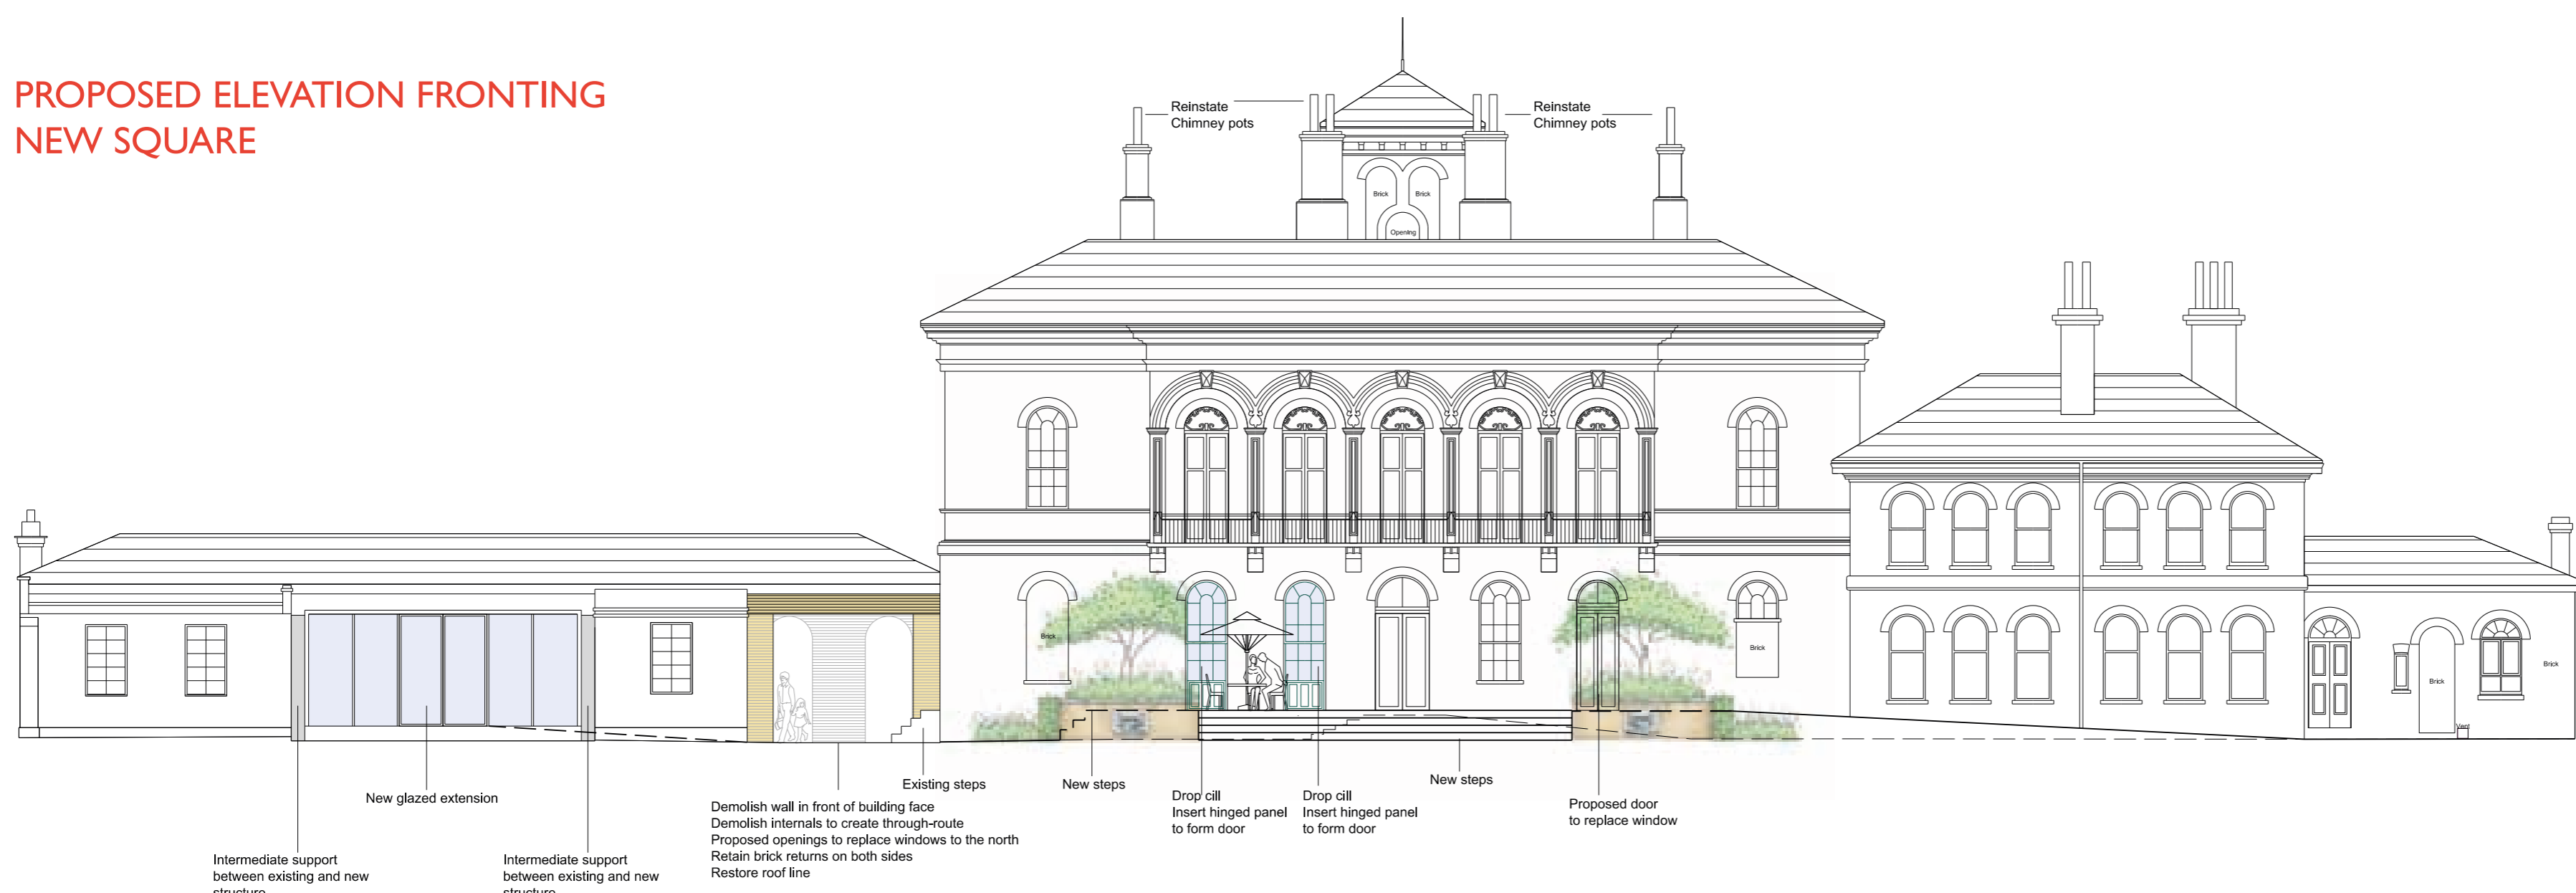 PROPOSED ELEVATION FRONTING
NEW SQUARE
Reinstate
Chimney pots
Reinstate
Chimney pots
Brick
Brick
Opening
Brick
Brick
Brick
Brick
Vent
Existing steps
New steps
New steps
New glazed extension
Demolish wall in front of building face
Demolish internals to create through-route
Proposed openings to replace windows to the north
Retain brick returns on both sides
Restore roof line
Drop cill
Insert hinged panel
to form door
Drop cill
Insert hinged panel
to form door
Proposed door
to replace window
Intermediate support
between existing and new
structure
Intermediate support
between existing and new
structure